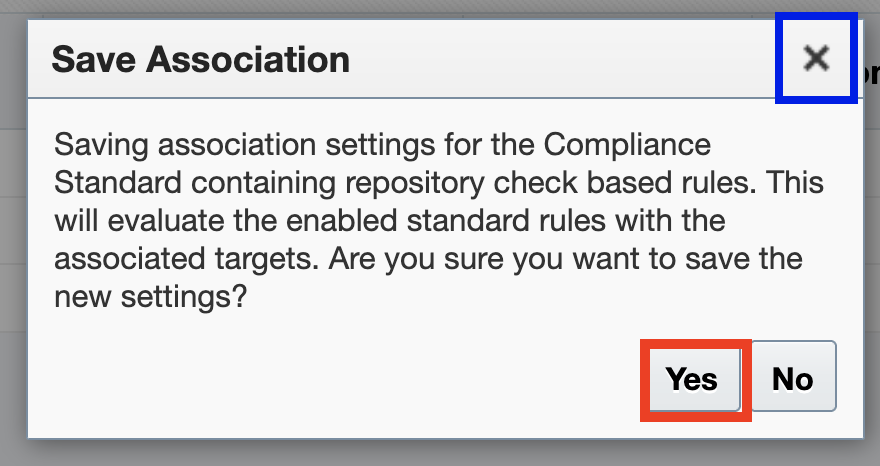 Save Association
Saving association settings for the Compliance
Standard containing repository check based rules. This
will evaluate the enabled standard rules with the
associated targets. Are you sure you want to save the
new settings?
Yes No